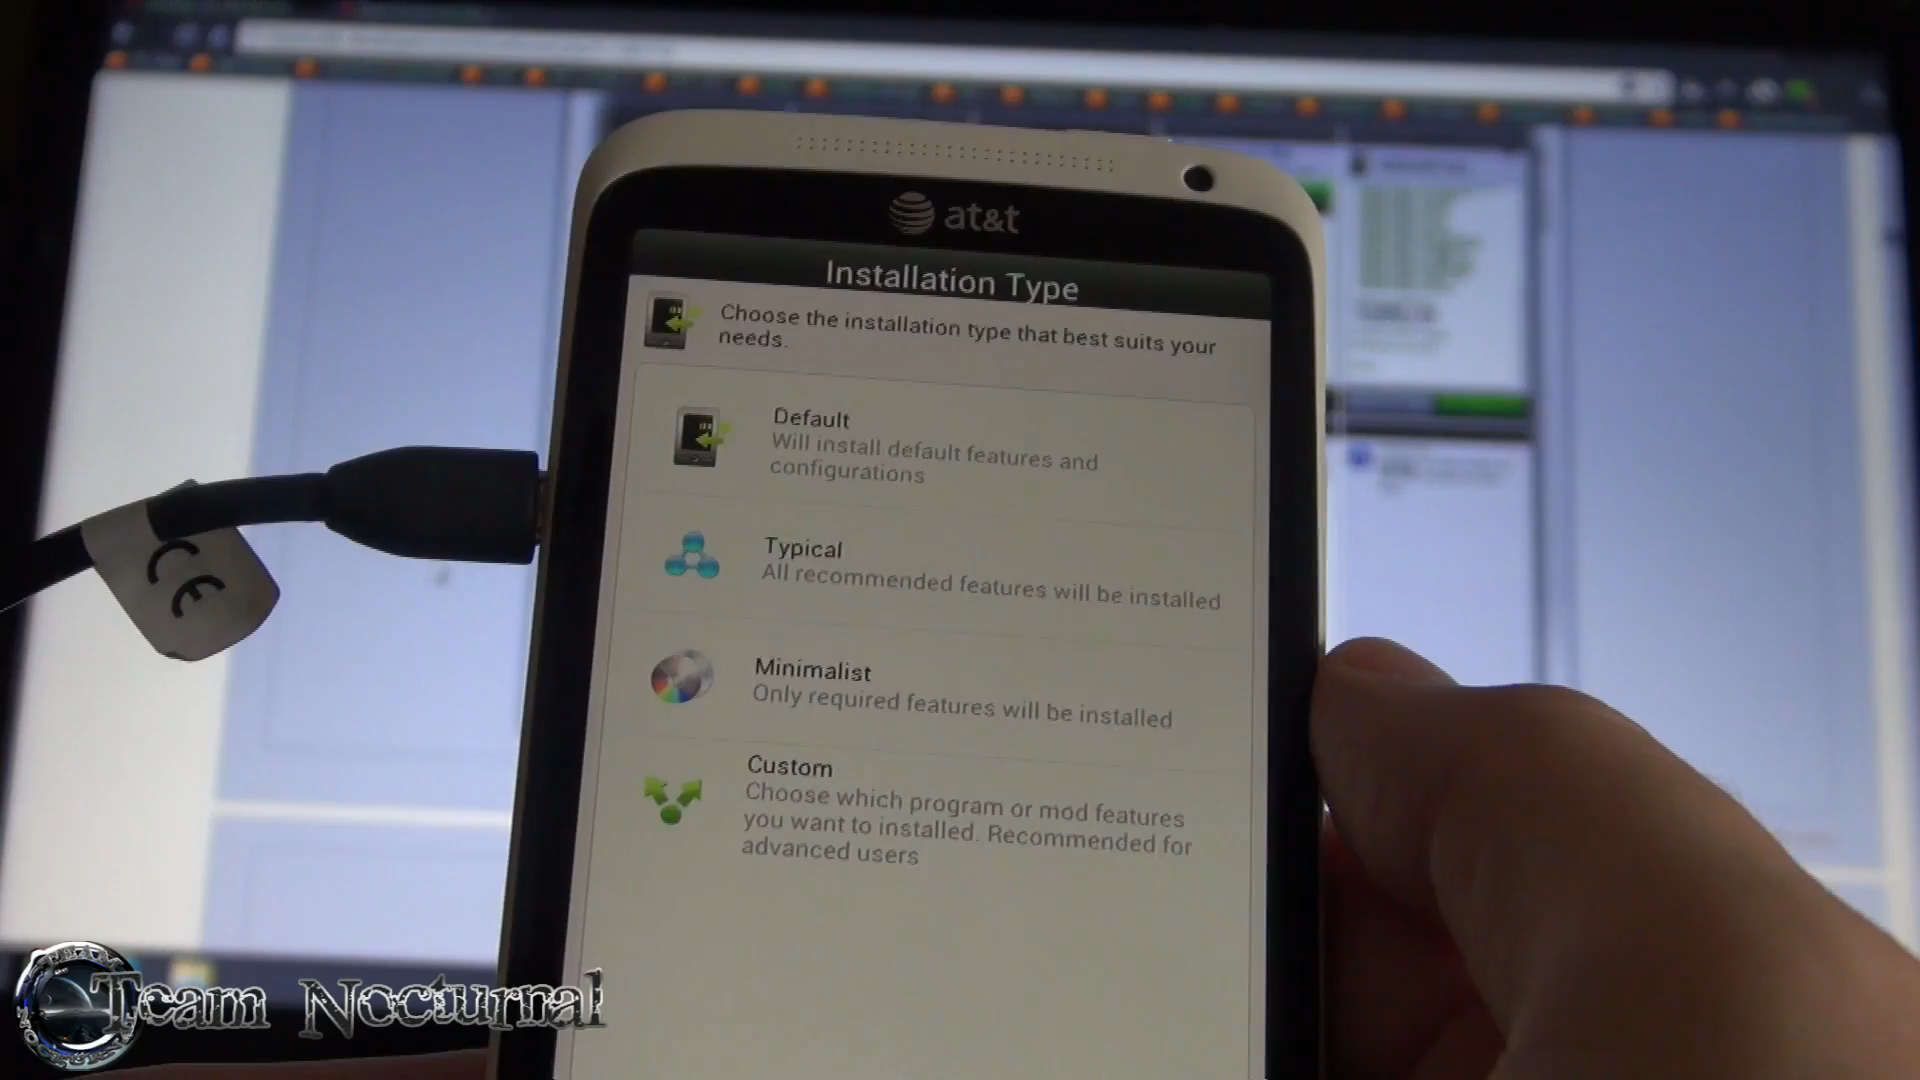 at&t
Installation Type
Choose the installation type that best suits your
needs.
Default
Will install default features and
configurations
Typical
All recommended features will be installed
Minimalist
Only required features will be installed
Custom
Choose which program or mod features
you want to installed. Recommended for
advanced users
CE
Team Nocturnal